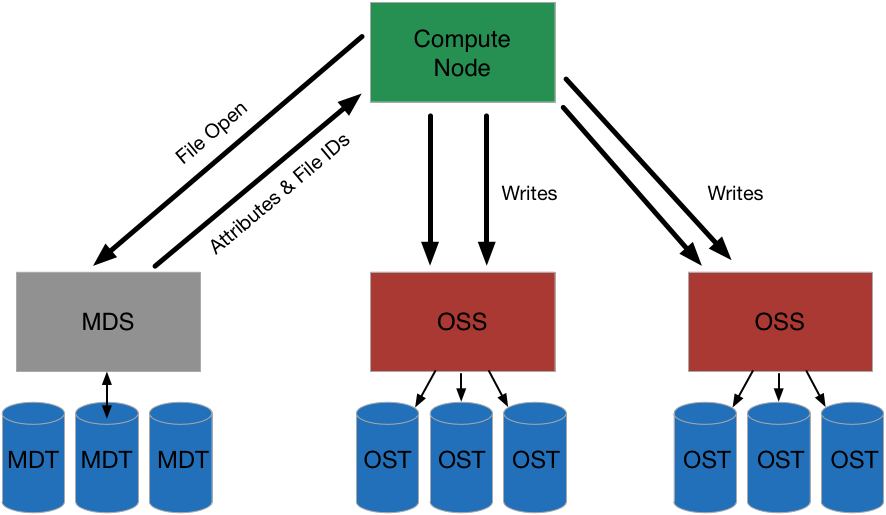 Compute
Node
File Open
Attributes & File IDs
Writes
Writes
MDS
OSS
OSS
MDT
MDT
MDT
OST
OST
OST
OST
OST
OST